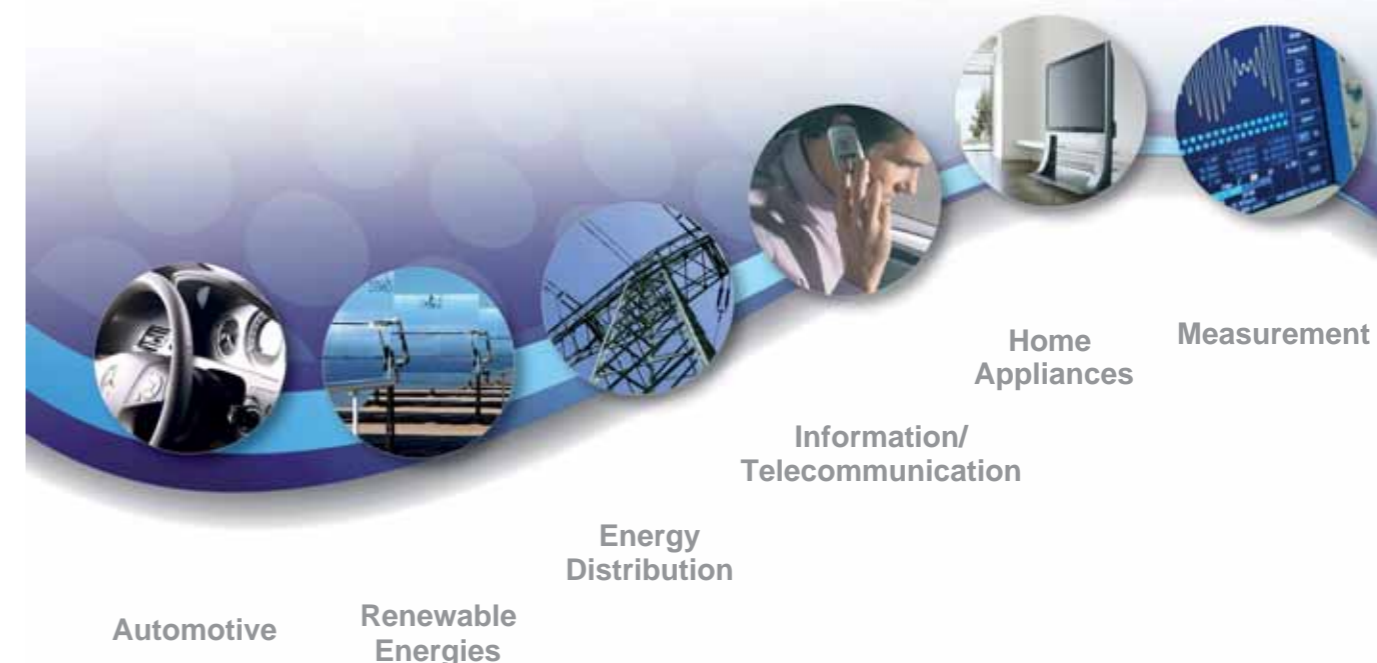 Automotive
Renewable
Energies
Energy
Distribution
Information/
Telecommunication
Home
Appliances
Measurement